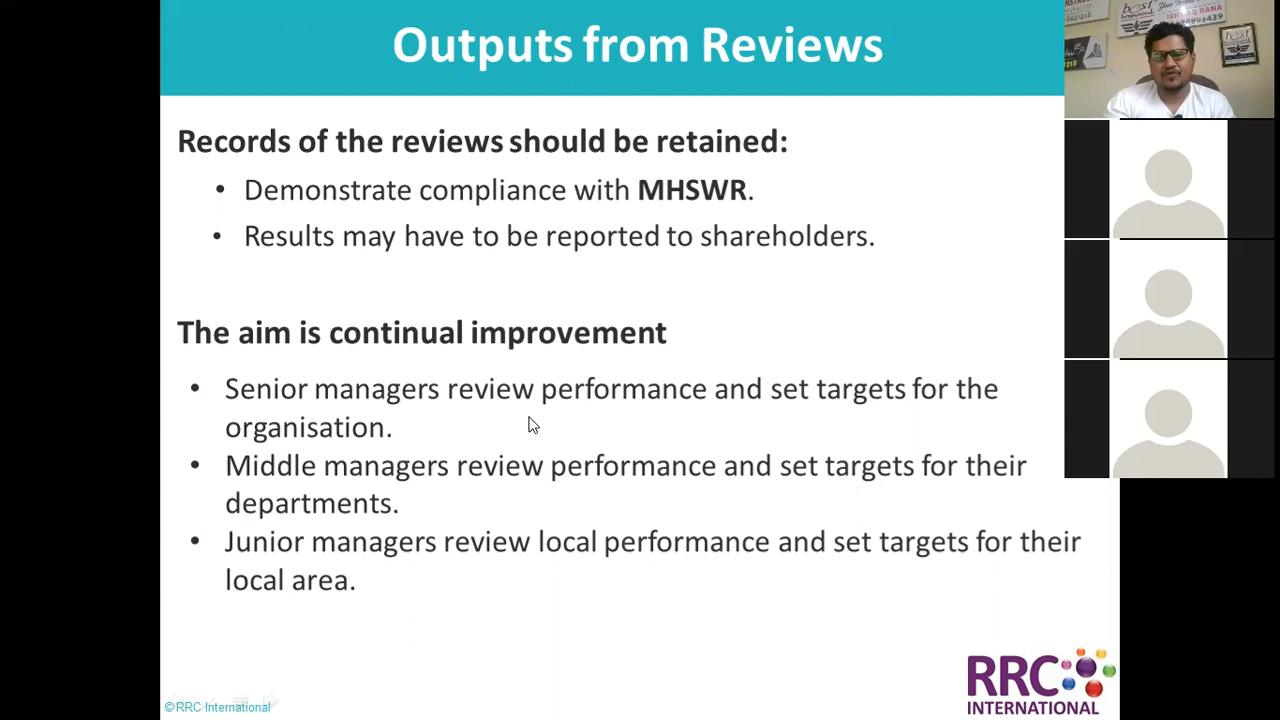 Outputs from Reviews
Records of the reviews should be retained:
• Demonstrate compliance with MHSWR.
• Results may have to be reported to shareholders.
The aim is continual improvement
• Senior managers review performance and set targets for the
organisation.
• Middle managers review performance and set targets for their
departments.
• Junior managers review local performance and set targets for their
local area.
©RRC International
RRC
INTERNATIONAL
best